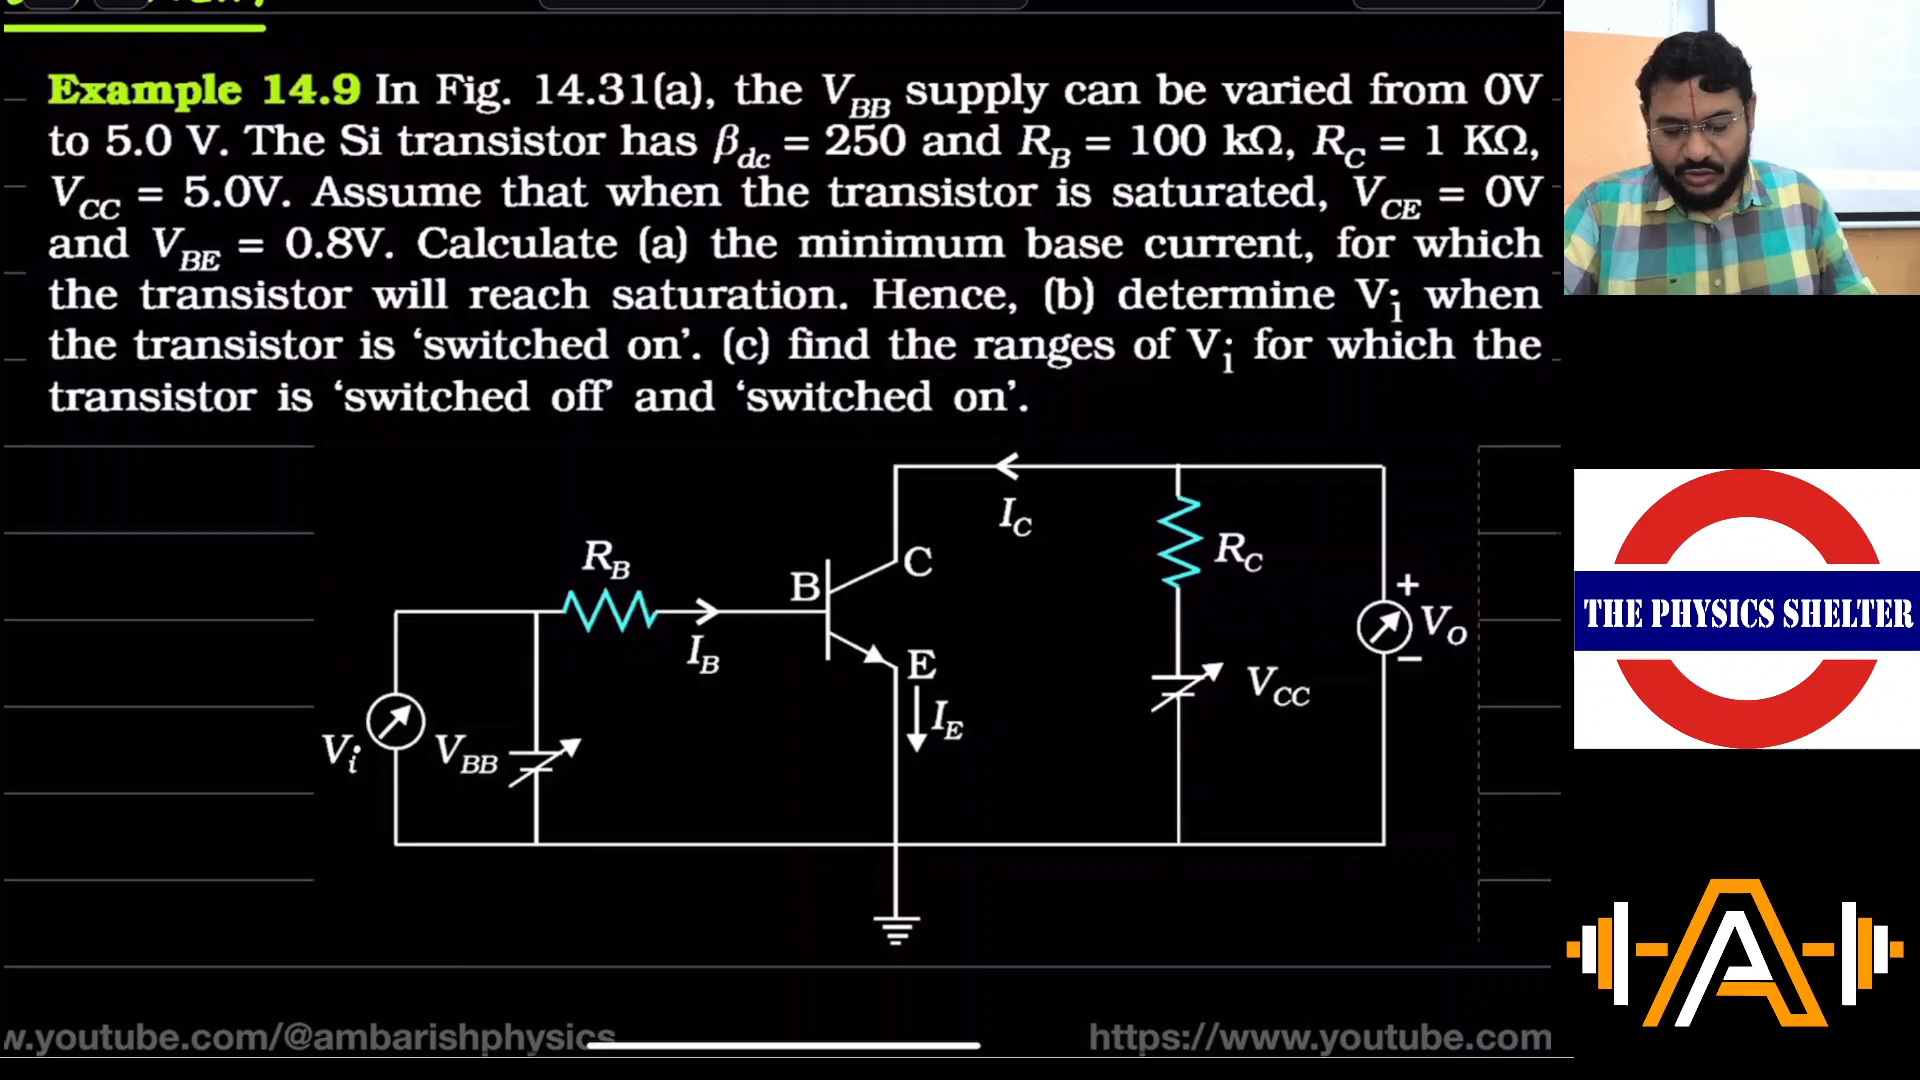 Example 14.9 In Fig. 14.31(a), the VBB supply can be varied from 0V
to 5.0 V. The Si transistor has βdc = 250 and RB = 100 kΩ, RC = 1 KΩ,
VCC = 5.0V. Assume that when the transistor is saturated, VCE = 0V
and VBE = 0.8V. Calculate (a) the minimum base current, for which
the transistor will reach saturation. Hence, (b) determine Vi when
the transistor is ‘switched on’. (c) find the ranges of Vi for which the
transistor is ‘switched off’ and ‘switched on’.
IC
RB
B
C
RC
+
VO
−
IB
E
IE
VCC
Vi
VBB
THE PHYSICS SHELTER
w.youtube.com/@ambarishphysics
https://www.youtube.com